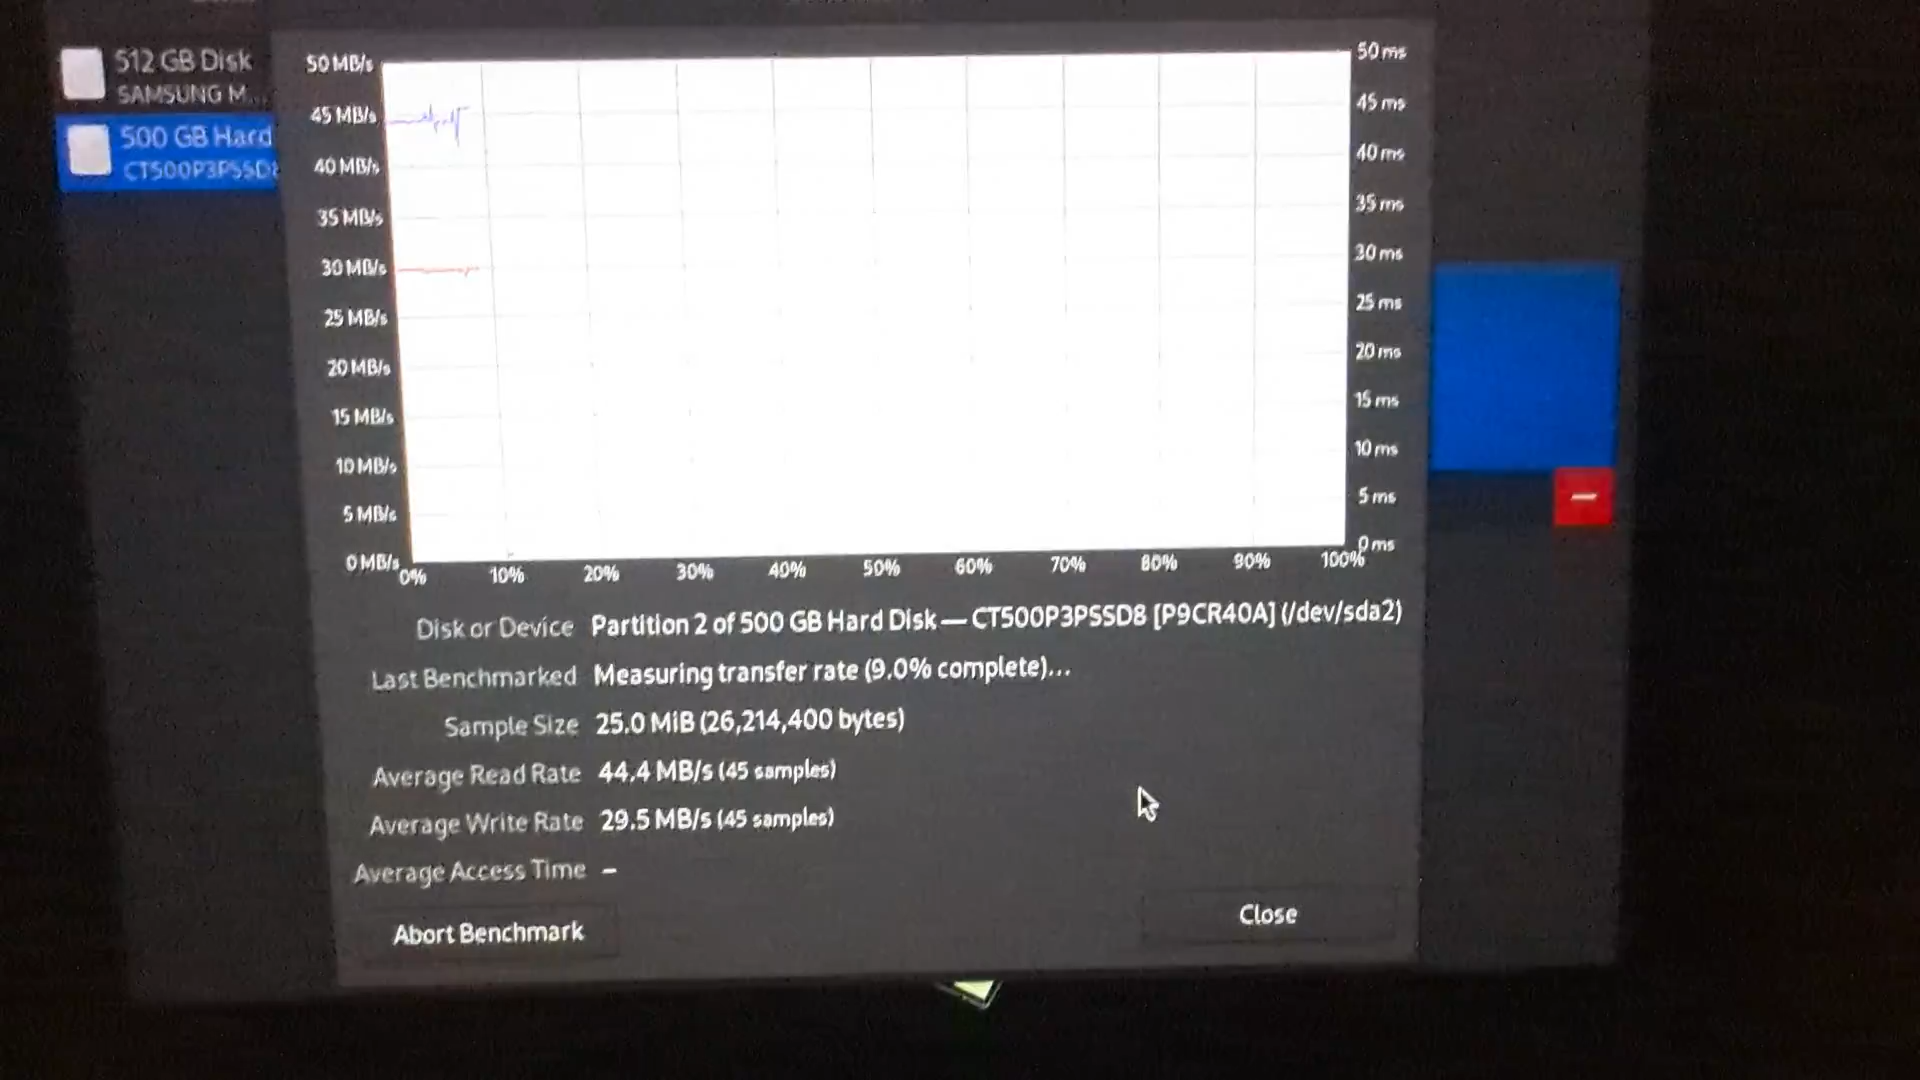 512 GB Disk
SAMSUNG M...
500 GB Hard
CT500P3PSSD8
50 MB/s
45 MB/s
40 MB/s
35 MB/s
30 MB/s
25 MB/s
20 MB/s
15 MB/s
10 MB/s
5 MB/s
0 MB/s
50 ms
45 ms
40 ms
35 ms
30 ms
25 ms
20 ms
15 ms
10 ms
5 ms
0 ms
0% 10% 20% 30% 40% 50% 60% 70% 80% 90% 100%
Disk or Device Partition 2 of 500 GB Hard Disk — CT500P3PSSD8 [P9CR40A] (/dev/sda2)
Last Benchmarked Measuring transfer rate (9.0% complete)...
Sample Size 25.0 MiB (26,214,400 bytes)
Average Read Rate 44.4 MB/s (45 samples)
Average Write Rate 29.5 MB/s (45 samples)
Average Access Time –
Abort Benchmark
Close